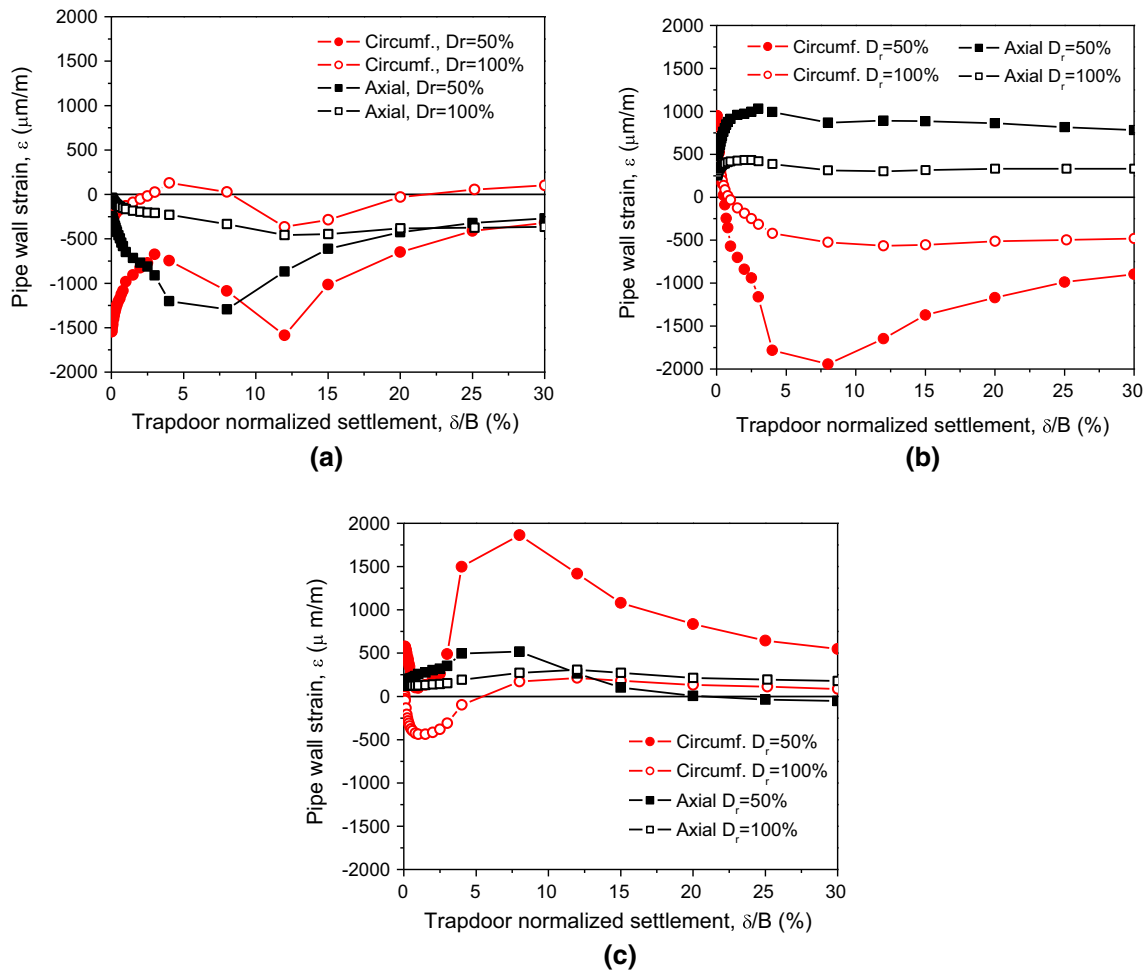 2000
1500
1000
500
0
-500
-1000
-1500
-2000
Pipe wall strain, ε (μm/m)
Circumf., Dr=50%
Circumf., Dr=100%
Axial, Dr=50%
Axial, Dr=100%
0 5 10 15 20 25 30
Trapdoor normalized settlement, δ/B (%)
(a)
2000
1500
1000
500
0
-500
-1000
-1500
-2000
Pipe wall strain, ε (μm/m)
Circumf. Dr=50%
Circumf. Dr=100%
Axial Dr=50%
Axial Dr=100%
0 5 10 15 20 25 30
Trapdoor normalized settlement, δ/B (%)
(b)
2000
1500
1000
500
0
-500
-1000
-1500
-2000
Pipe wall strain, ε (μ m/m)
Circumf. Dr=50%
Circumf. Dr=100%
Axial Dr=50%
Axial Dr=100%
0 5 10 15 20 25 30
Trapdoor normalized settlement, δ/B (%)
(c)